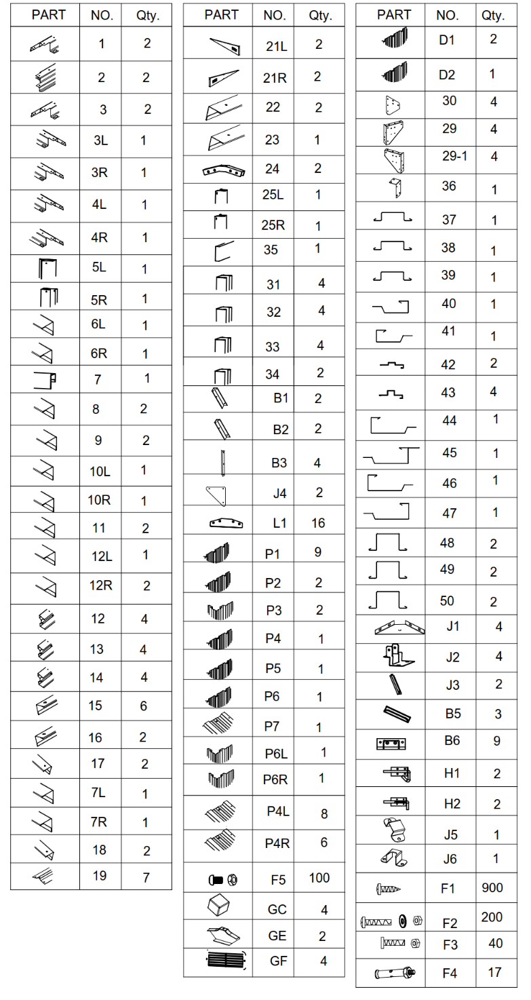 PART NO. Qty.
1 2
2 2
3 2
3L 1
3R 1
4L 1
4R 1
5L 1
5R 1
6L 1
6R 1
7 1
8 2
9 2
10L 1
10R 1
11 2
12L 1
12R 2
12 4
13 4
14 4
15 6
16 2
17 2
7L 1
7R 1
18 2
19 7
PART NO. Qty.
21L 2
21R 2
22 2
23 1
24 2
25L 1
25R 1
35 1
31 4
32 4
33 4
34 2
B1 2
B2 2
B3 4
J4 2
L1 16
P1 9
P2 2
P3 2
P4 1
P5 1
P6 1
P7 1
P6L 1
P6R 1
P4L 8
P4R 6
F5 100
GC 4
GE 2
GF 4
PART NO. Qty.
D1 2
D2 1
30 4
29 4
29-1 4
36 1
37 1
38 1
39 1
40 1
41 1
42 2
43 4
44 1
45 1
46 1
47 1
48 2
49 2
50 2
J1 4
J2 4
J3 2
B5 3
B6 9
H1 2
H2 2
J5 1
J6 1
F1 900
F2 200
F3 40
F4 17